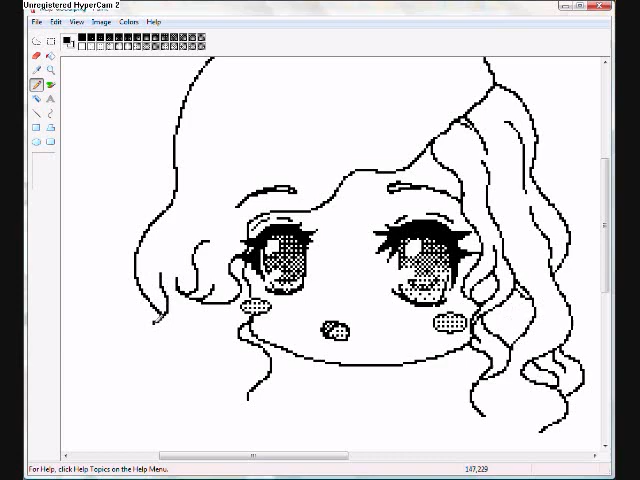 Unregistered HyperCam 2
File Edit View Image Colors Help
For Help, click Help Topics on the Help Menu.
147,229